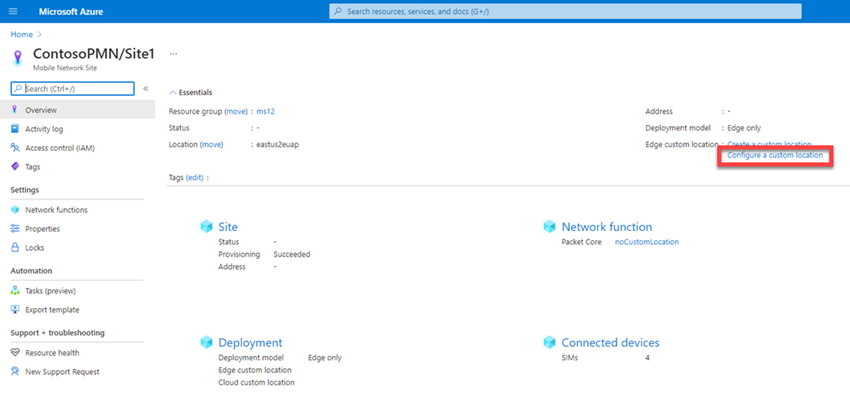 Microsoft Azure
Search resources, services, and docs (G+/)
Home
ContosoPMN/Site1 ...
Mobile Network Site
Search (Ctrl+/)
Overview
Activity log
Access control (IAM)
Tags
Settings
Network functions
Properties
Locks
Automation
Tasks (preview)
Export template
Support + troubleshooting
Resource health
New Support Request
Essentials
Resource group (move) : ms12
Status : -
Location (move) : eastus2euap
Address : -
Deployment model : Edge only
Edge custom location : Create a custom location
Configure a custom location
Tags (edit) :
Site
Status -
Provisioning Succeeded
Address -
Network function
Packet Core noCustomLocation
Deployment
Deployment model Edge only
Edge custom location
Cloud custom location
Connected devices
SIMs 4